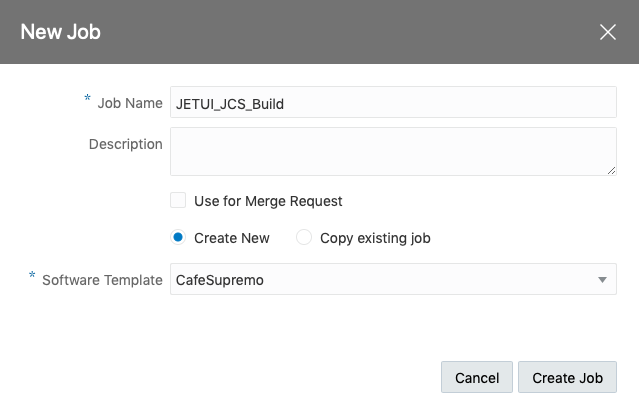 New Job
* Job Name JETUI_JCS_Build
Description
Use for Merge Request
Create New Copy existing job
* Software Template CafeSupremo
Cancel Create Job